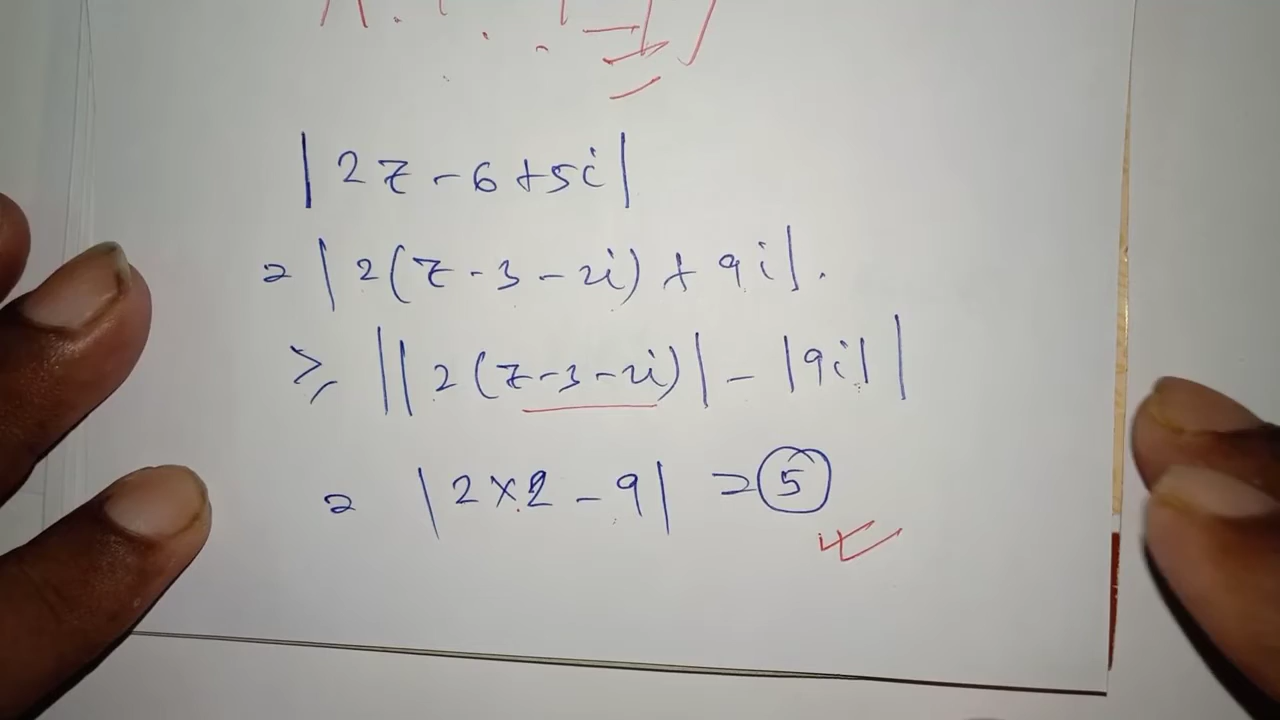 |2z-6+5i|
= |2(z-3-2i)+9i|.
≥ ||2(z-3-2i)|-|9i||
= |2×2-9| = 5